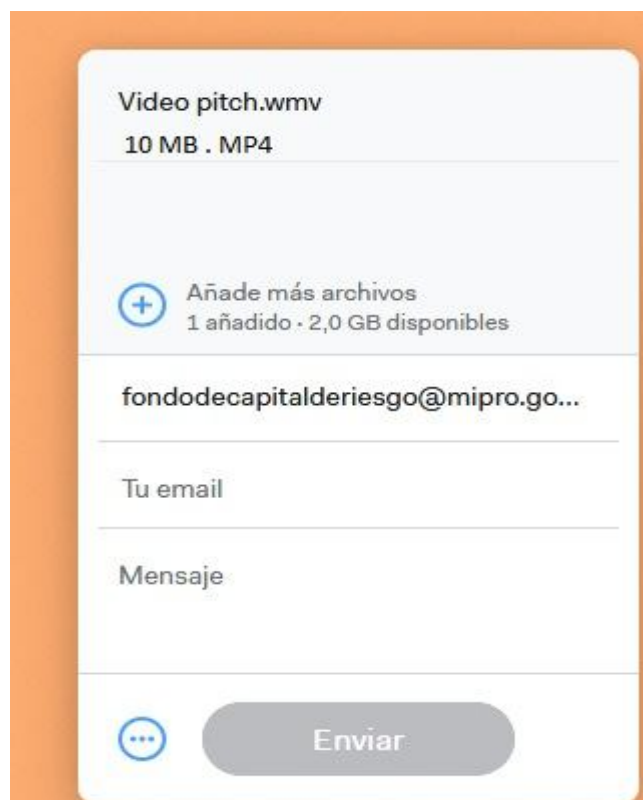 Video pitch.wmv
10 MB . MP4
Añade más archivos
1 añadido · 2,0 GB disponibles
fondodecapitalderiesgo@mipro.go...
Tu email
Mensaje
Enviar